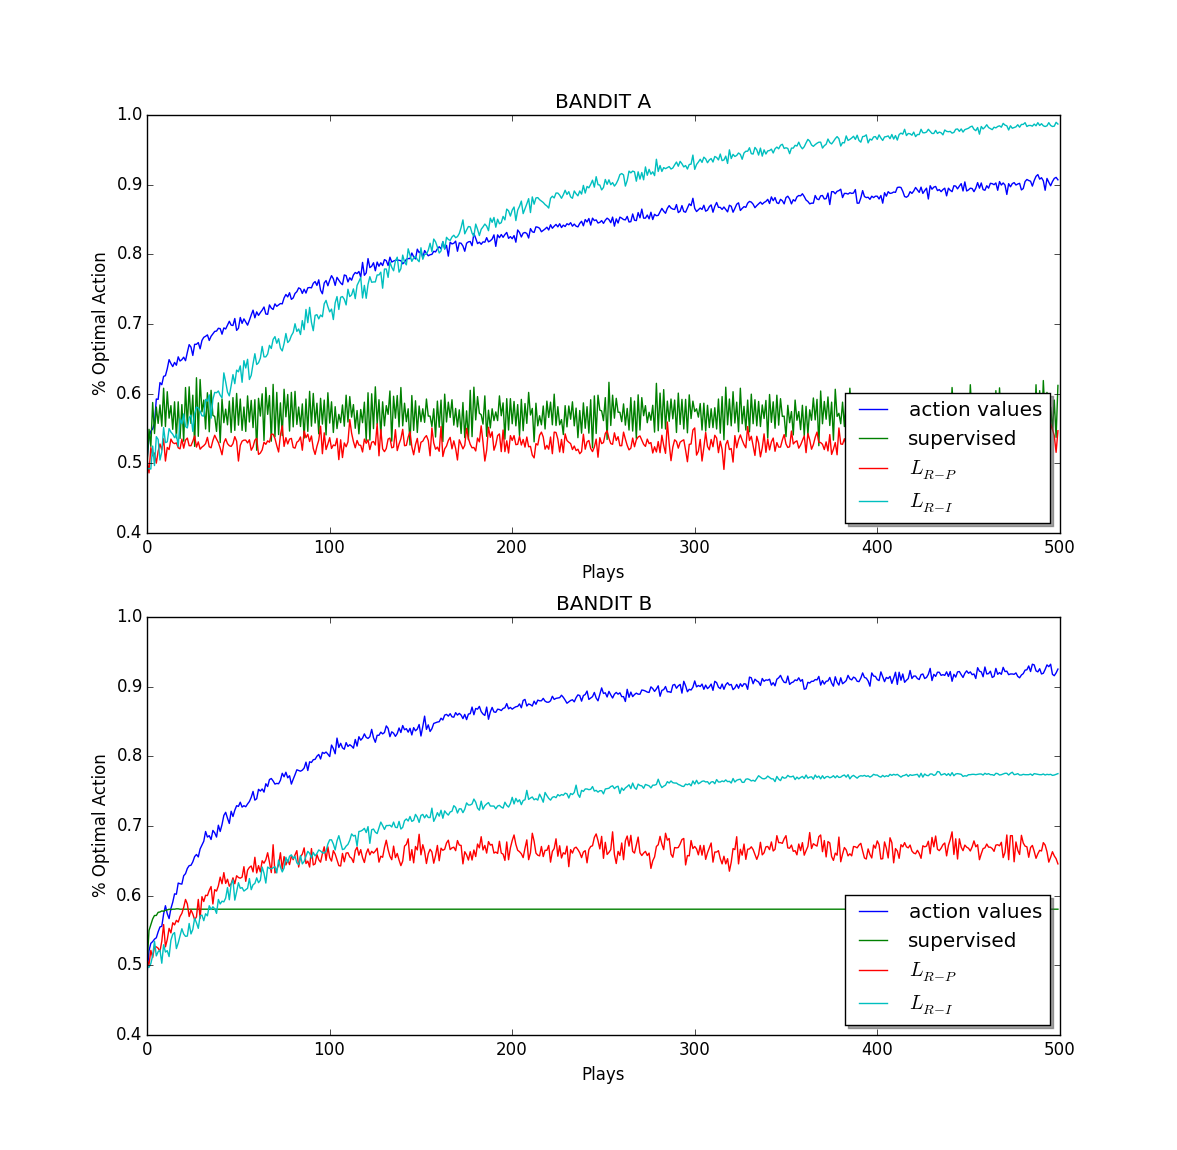 BANDIT A
1.0
0.9
0.8
0.7
0.6
0.5
0.4
% Optimal Action
action values
supervised
L_{R-P}
L_{R-I}
0 100 200 300 400 500
Plays
BANDIT B
1.0
0.9
0.8
0.7
0.6
0.5
0.4
% Optimal Action
action values
supervised
L_{R-P}
L_{R-I}
0 100 200 300 400 500
Plays